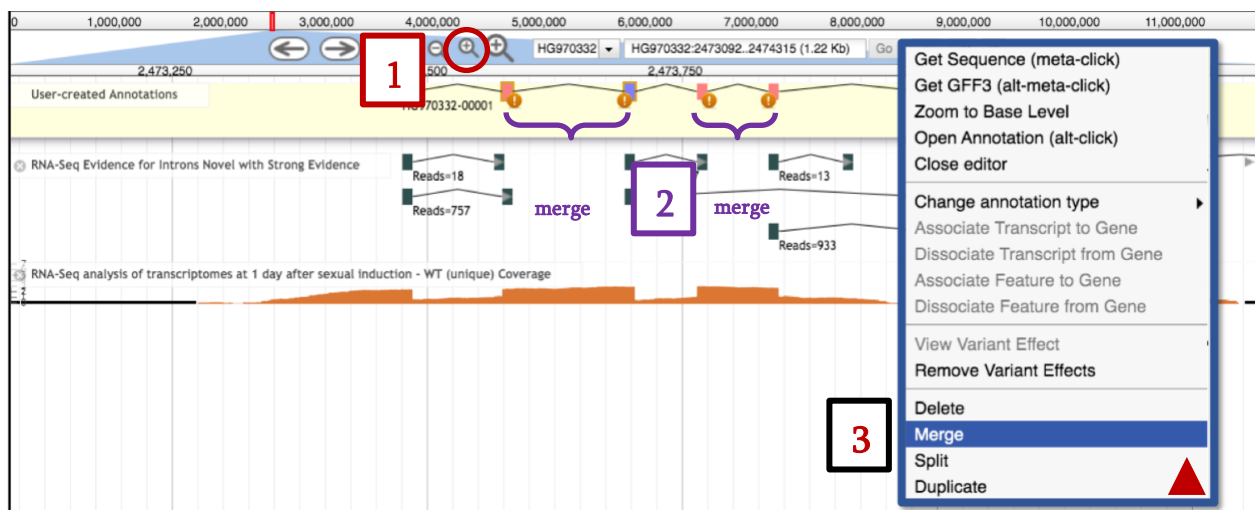 0 1,000,000 2,000,000 3,000,000 4,000,000 5,000,000 6,000,000 7,000,000 8,000,000 9,000,000 10,000,000 11,000,000
1
HG970332 HG970332:2473092..2474315 (1.22 Kb) Go
2,473,250 500 2,473,750
User-created Annotations
HG970332-00001
RNA-Seq Evidence for Introns Novel with Strong Evidence
Reads=18 Reads=13
Reads=757 merge 2 merge
Reads=933
RNA-Seq analysis of transcriptomes at 1 day after sexual induction - WT (unique) Coverage
Get Sequence (meta-click)
Get GFF3 (alt-meta-click)
Zoom to Base Level
Open Annotation (alt-click)
Close editor
Change annotation type
Associate Transcript to Gene
Dissociate Transcript from Gene
Associate Feature to Gene
Dissociate Feature from Gene
View Variant Effect
Remove Variant Effects
Delete
3 Merge
Split
Duplicate